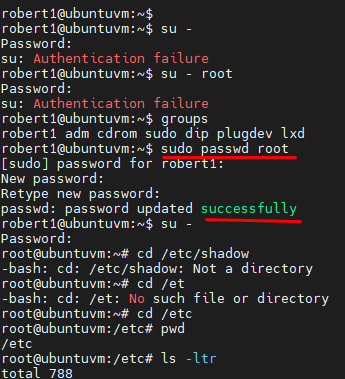 robert1@ubuntuvm:~$
robert1@ubuntuvm:~$ su -
Password:
su: Authentication failure
robert1@ubuntuvm:~$ su - root
Password:
su: Authentication failure
robert1@ubuntuvm:~$ groups
robert1 adm cdrom sudo dip plugdev lxd
robert1@ubuntuvm:~$ sudo passwd root
[sudo] password for robert1:
New password:
Retype new password:
passwd: password updated successfully
robert1@ubuntuvm:~$ su -
Password:
root@ubuntuvm:~# cd /etc/shadow
-bash: cd: /etc/shadow: Not a directory
root@ubuntuvm:~# cd /et
-bash: cd: /et: No such file or directory
root@ubuntuvm:~# cd /etc
root@ubuntuvm:/etc# pwd
/etc
root@ubuntuvm:/etc# ls -ltr
total 788